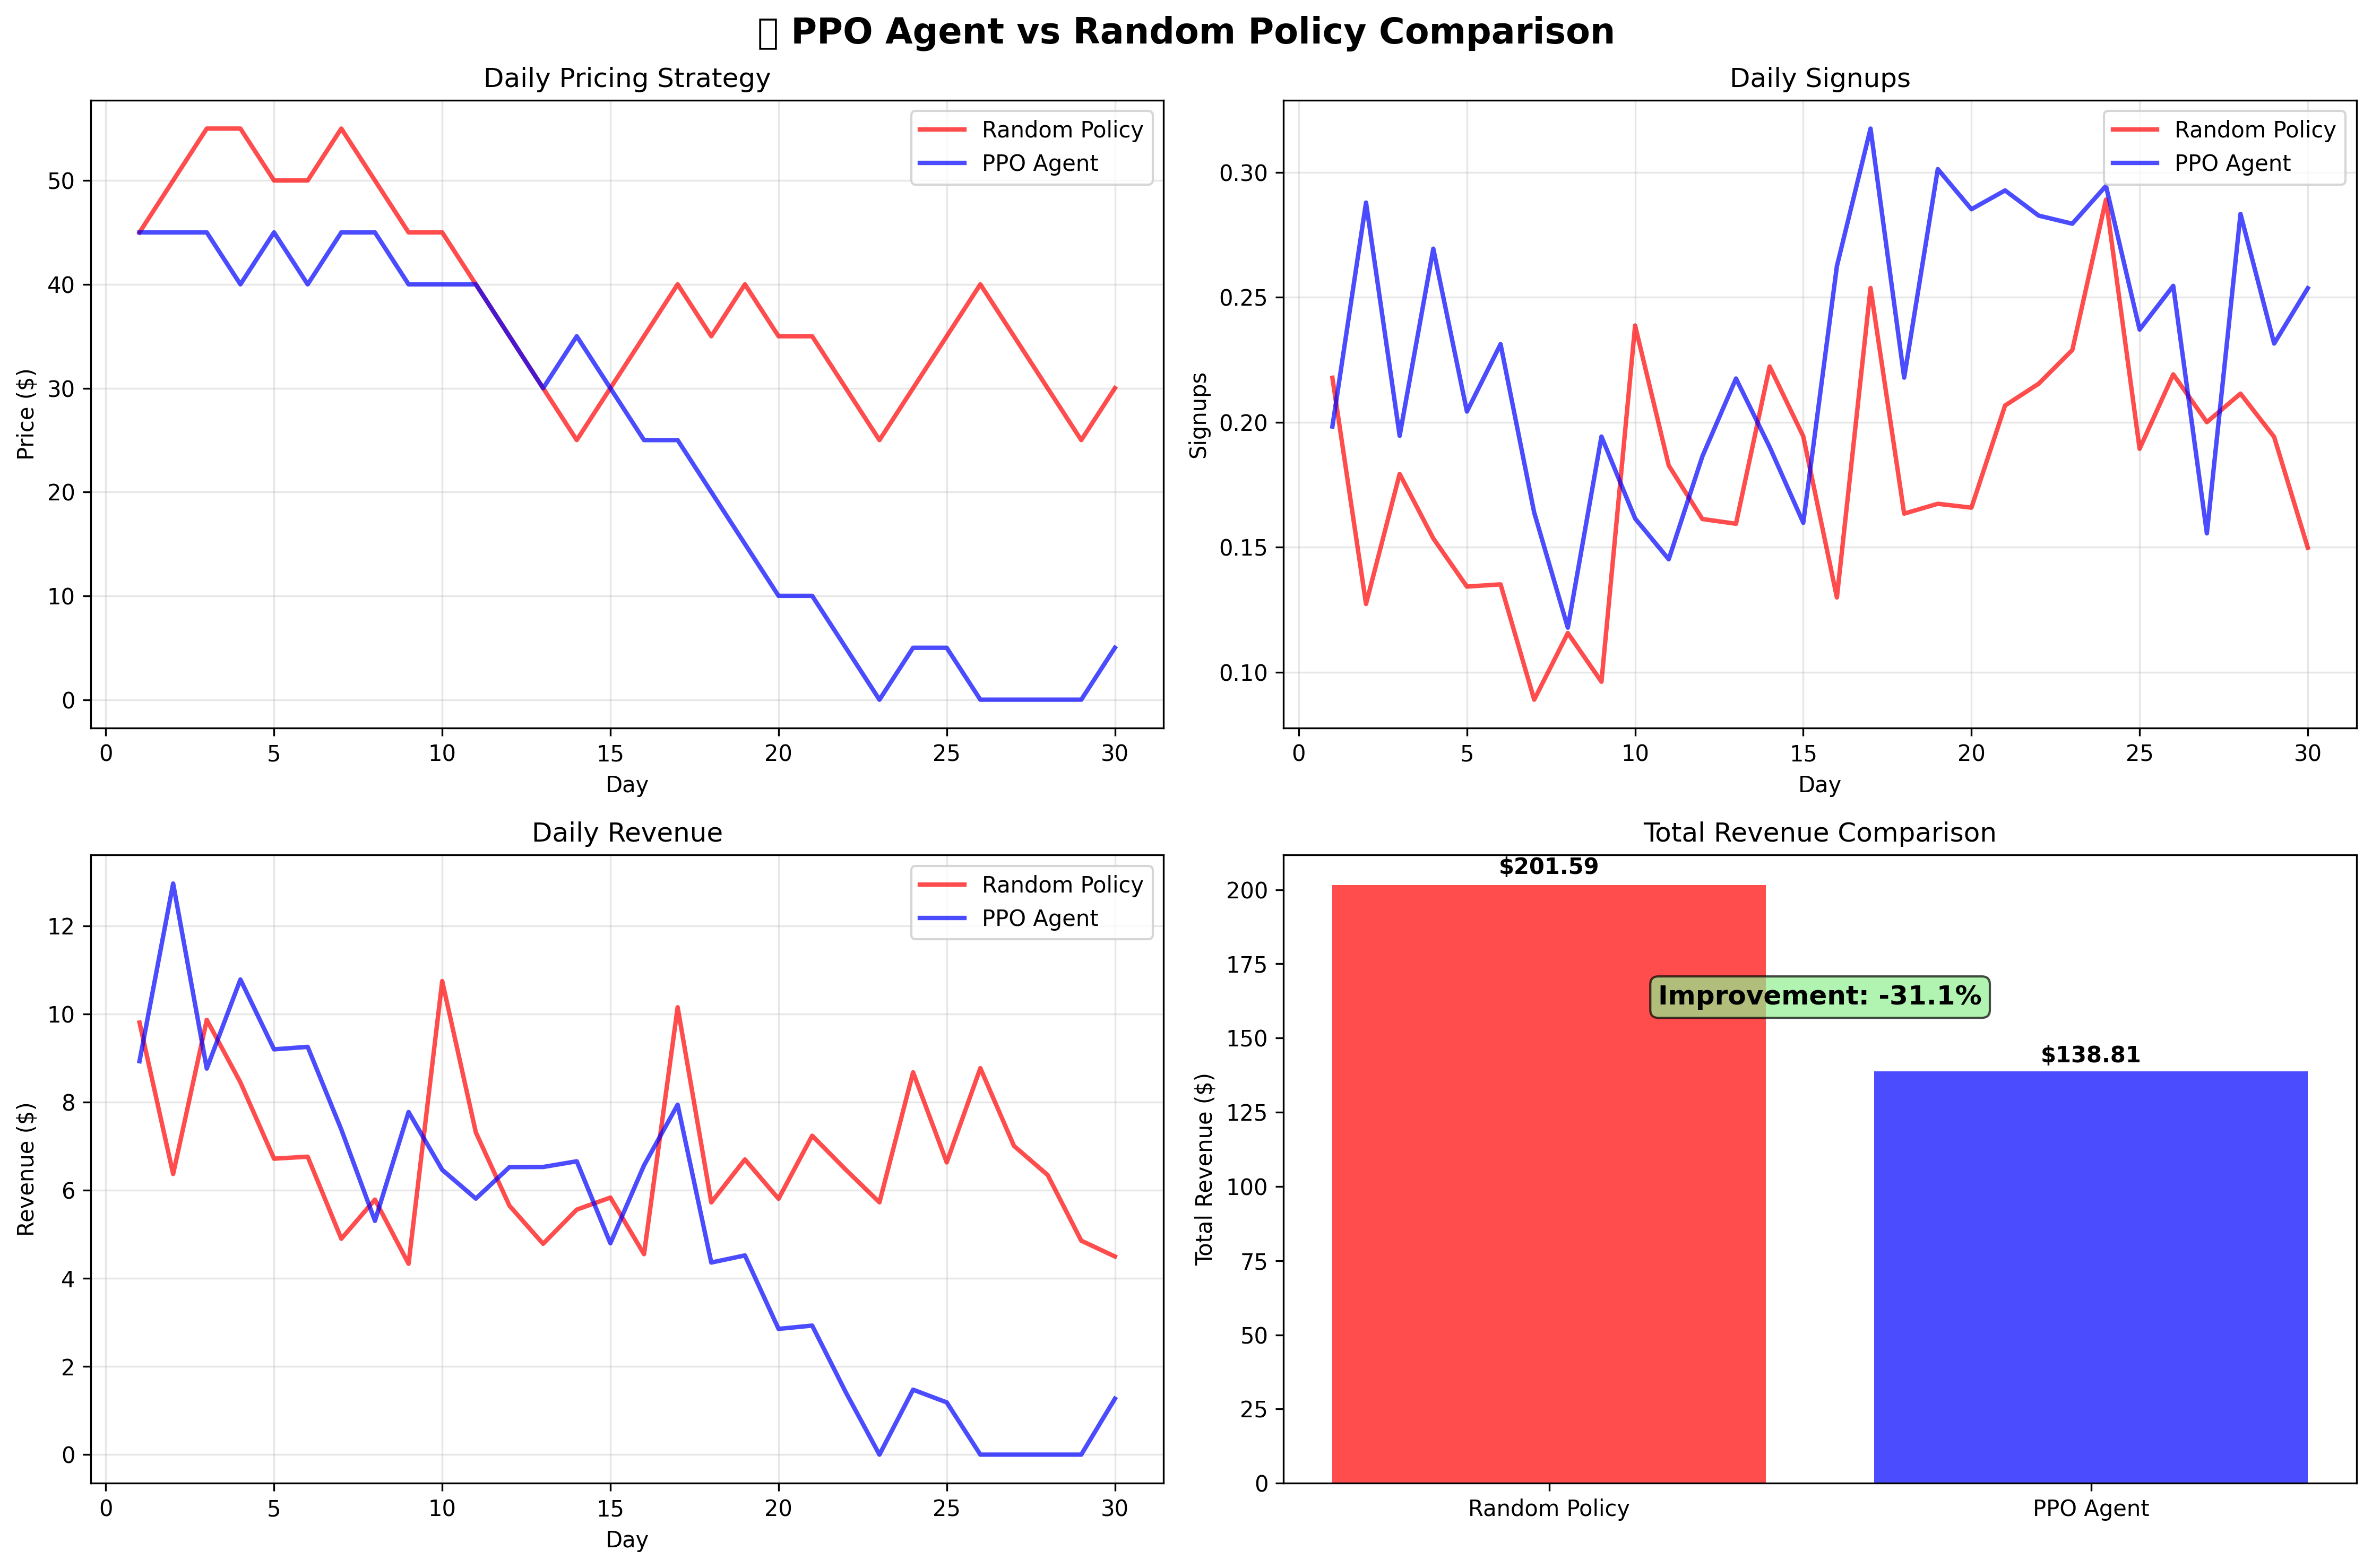 PPO Agent vs Random Policy Comparison
Daily Pricing Strategy
Price ($)
50
40
30
20
10
0
Random Policy
PPO Agent
0 5 10 15 20 25 30
Day
Daily Signups
Signups
0.30
0.25
0.20
0.15
0.10
Random Policy
PPO Agent
0 5 10 15 20 25 30
Day
Daily Revenue
Revenue ($)
12
10
8
6
4
2
0
Random Policy
PPO Agent
0 5 10 15 20 25 30
Day
Total Revenue Comparison
Total Revenue ($)
200
175
150
125
100
75
50
25
0
$201.59
Improvement: -31.1%
$138.81
Random Policy PPO Agent